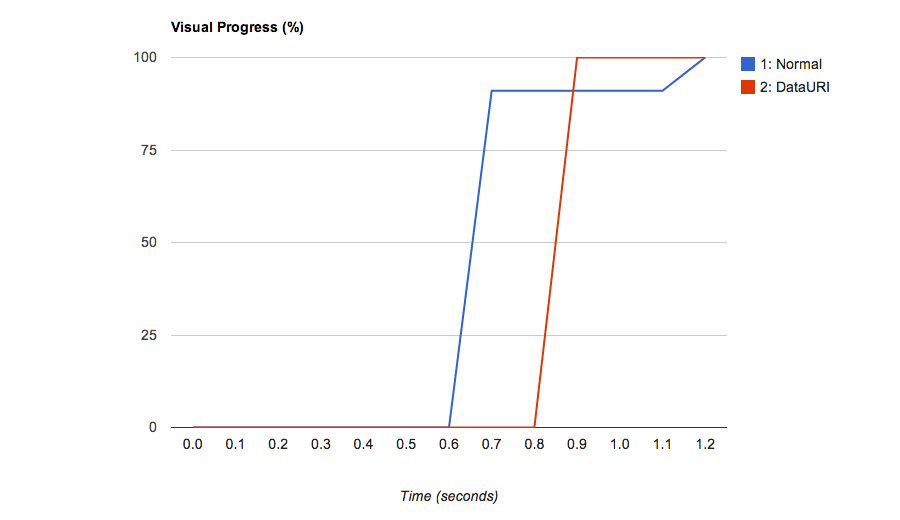 Visual Progress (%)
100
1: Normal
2: DataURI
75
50
25
0
0.0 0.1 0.2 0.3 0.4 0.5 0.6 0.7 0.8 0.9 1.0 1.1 1.2
Time (seconds)